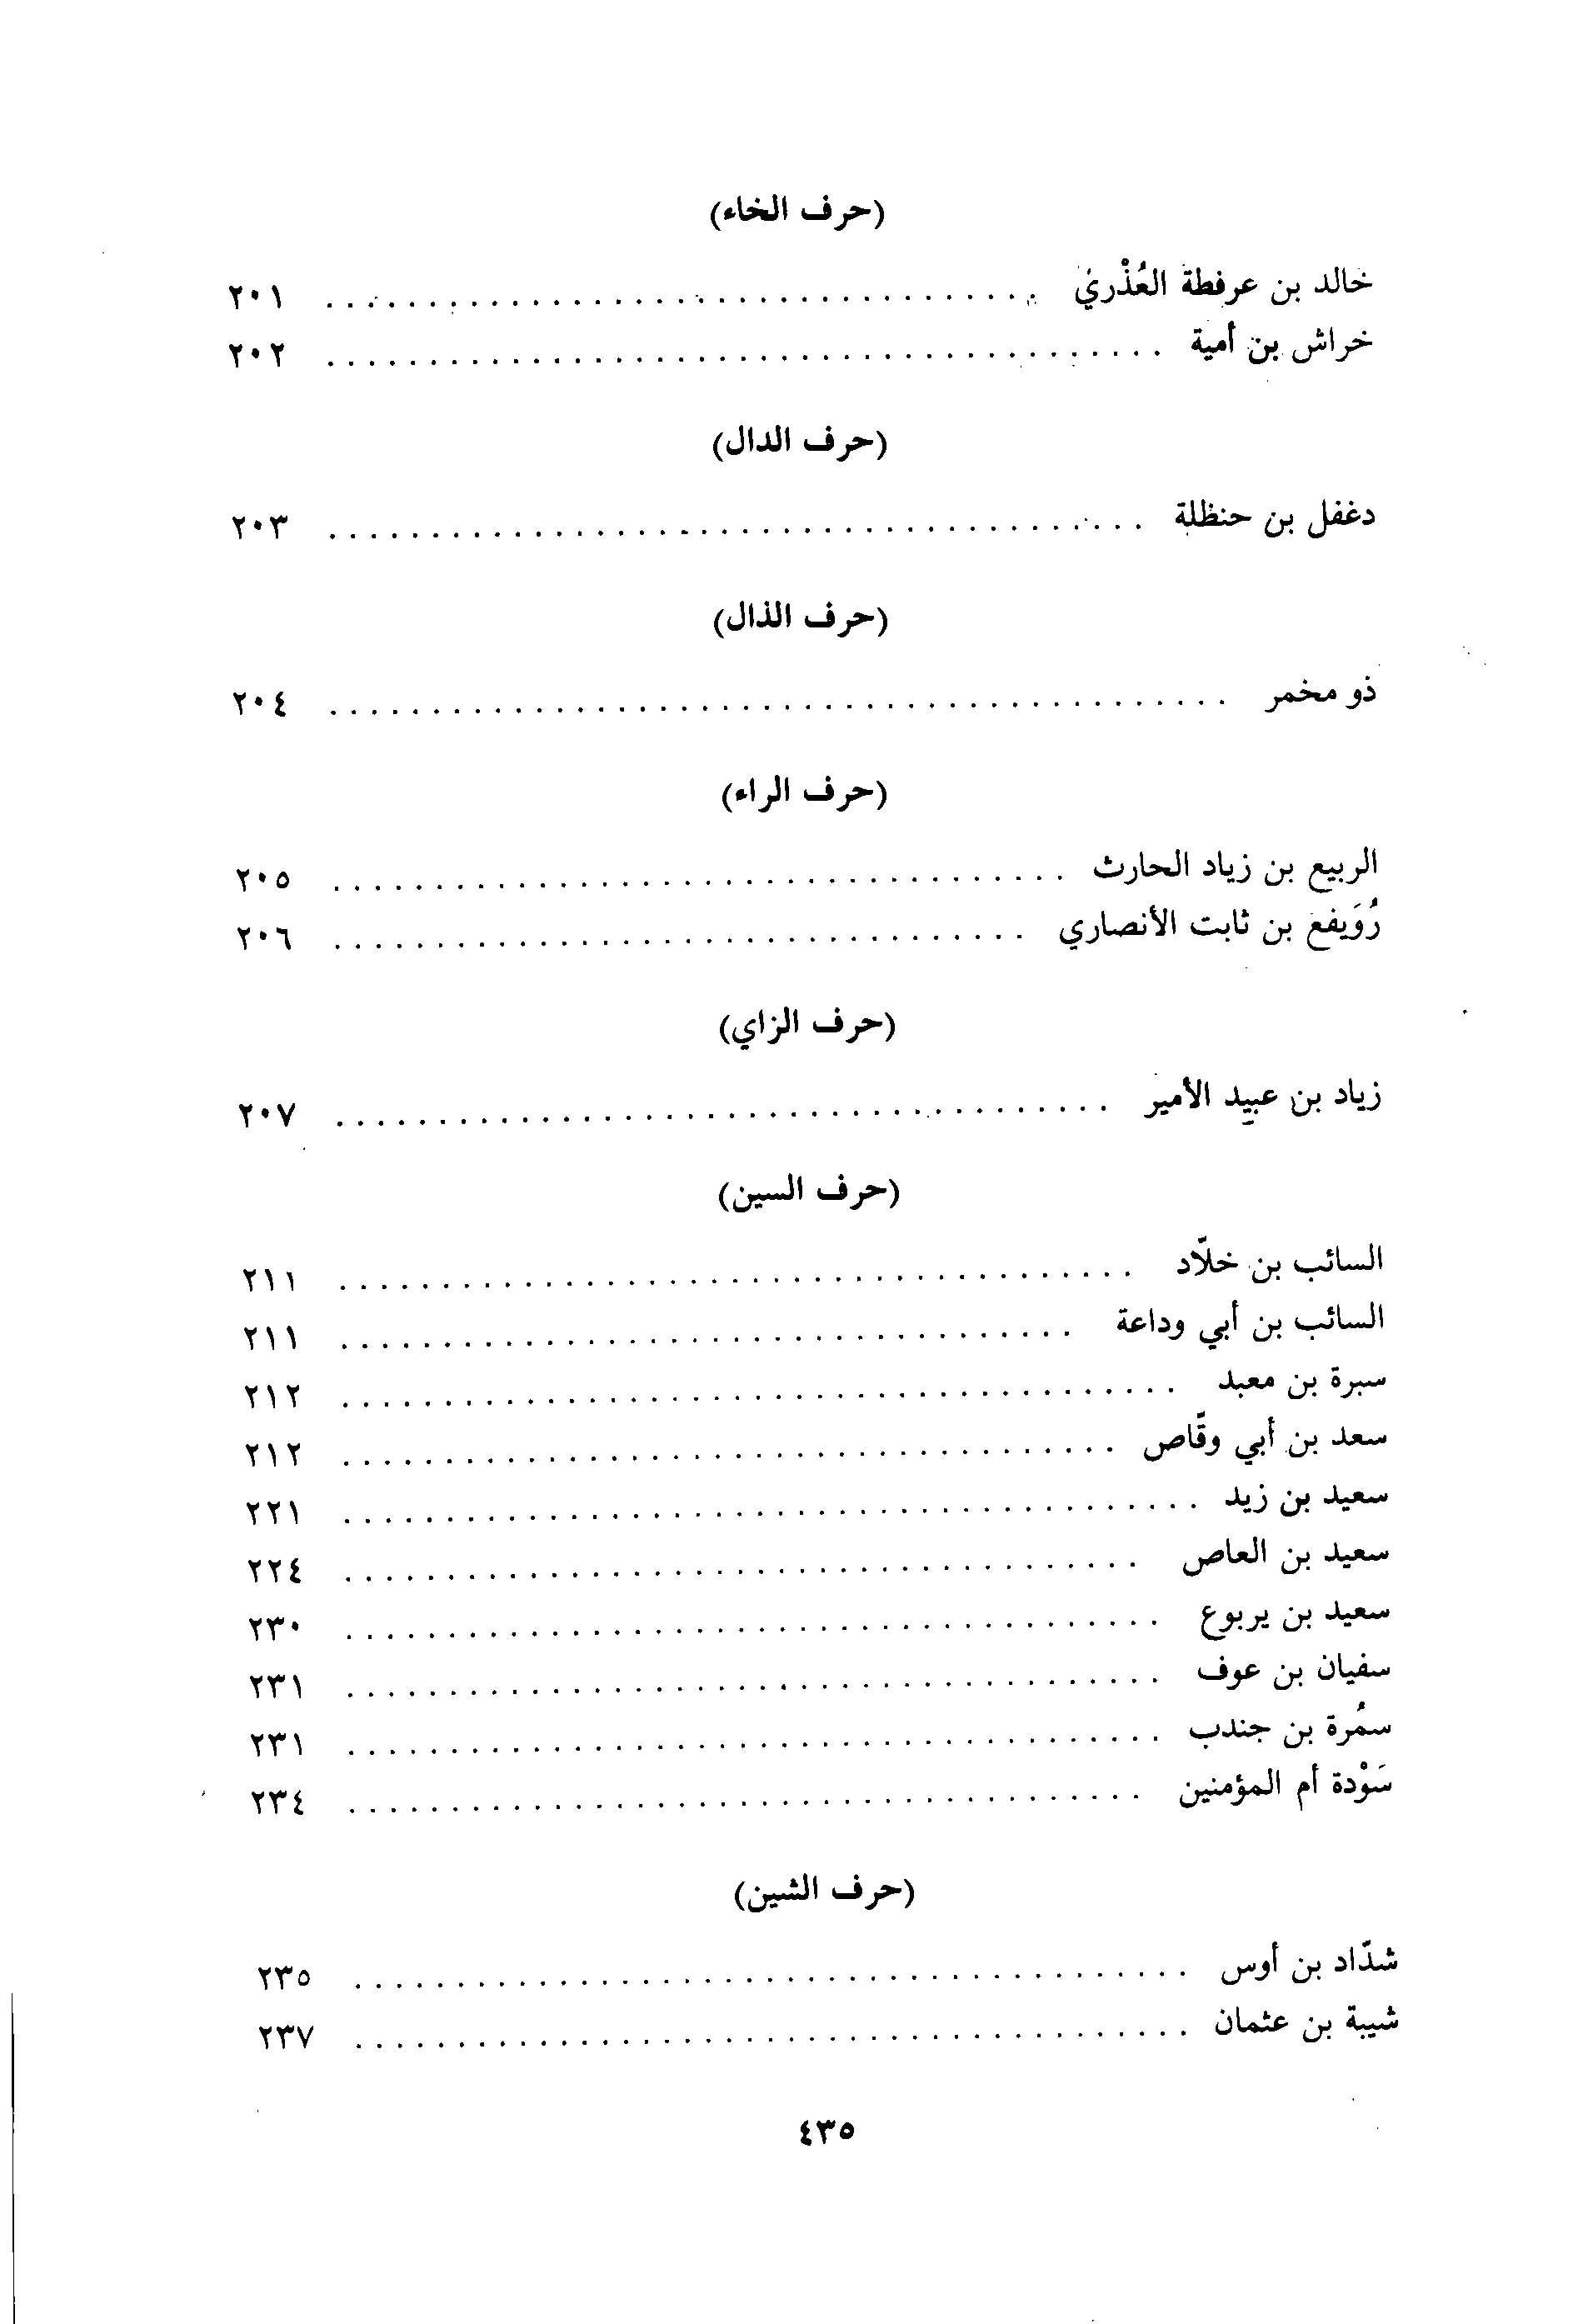 (حرف الخاء)
خالد بن عرفطة العُذْري . . . . . . . . . . . . . . . . . . . . ٢٠١
خراش بن أمية . . . . . . . . . . . . . . . . . . . . ٢٠٢
(حرف الدال)
دغفل بن حنظلة . . . . . . . . . . . . . . . . . . . . ٢٠٣
(حرف الذال)
ذو مخمر . . . . . . . . . . . . . . . . . . . . ٢٠٤
(حرف الراء)
الربيع بن زياد الحارث . . . . . . . . . . . . . . . . . . . . ٢٠٥
رُوَيفع بن ثابت الأنصاري . . . . . . . . . . . . . . . . . . . . ٢٠٦
(حرف الزاي)
زياد بن عبيد الأمير . . . . . . . . . . . . . . . . . . . . ٢٠٧
(حرف السين)
السائب بن خلّاد . . . . . . . . . . . . . . . . . . . . ٢١١
السائب بن أبي وداعة . . . . . . . . . . . . . . . . . . . . ٢١١
سبرة بن معبد . . . . . . . . . . . . . . . . . . . . ٢١٢
سعد بن أبي وقّاص . . . . . . . . . . . . . . . . . . . . ٢١٢
سعيد بن زيد . . . . . . . . . . . . . . . . . . . . ٢٢١
سعيد بن العاص . . . . . . . . . . . . . . . . . . . . ٢٢٤
سعيد بن يربوع . . . . . . . . . . . . . . . . . . . . ٢٣٠
سفيان بن عوف . . . . . . . . . . . . . . . . . . . . ٢٣١
سمُرة بن جندب . . . . . . . . . . . . . . . . . . . . ٢٣١
سَوْدة أم المؤمنين . . . . . . . . . . . . . . . . . . . . ٢٣٤
(حرف الشين)
شدّاد بن أوس . . . . . . . . . . . . . . . . . . . . ٢٣٥
شيبة بن عثمان . . . . . . . . . . . . . . . . . . . . ٢٣٧
٤٣٥